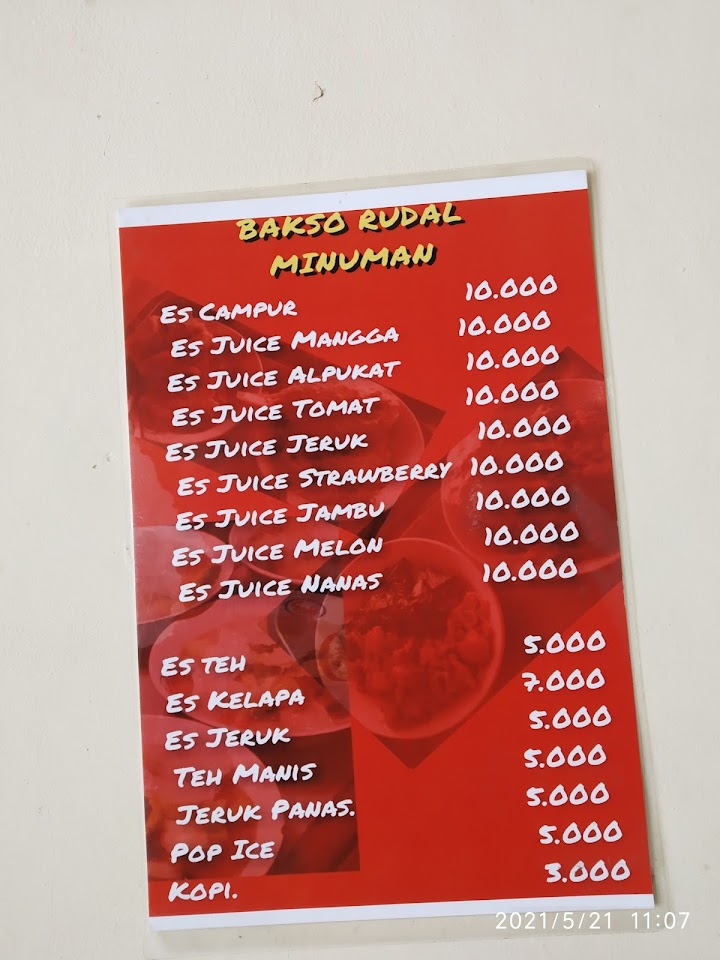 BAKSO RUDAL
MINUMAN
ES CAMPUR 10.000
ES JUICE MANGGA 10.000
ES JUICE ALPUKAT 10.000
ES JUICE TOMAT 10.000
ES JUICE JERUK 10.000
ES JUICE STRAWBERRY 10.000
ES JUICE JAMBU 10.000
ES JUICE MELON 10.000
ES JUICE NANAS 10.000
ES TEH 5.000
ES KELAPA 7.000
ES JERUK 5.000
TEH MANIS 5.000
JERUK PANAS. 5.000
POP ICE 5.000
KOPI. 3.000
2021/5/21 11:07